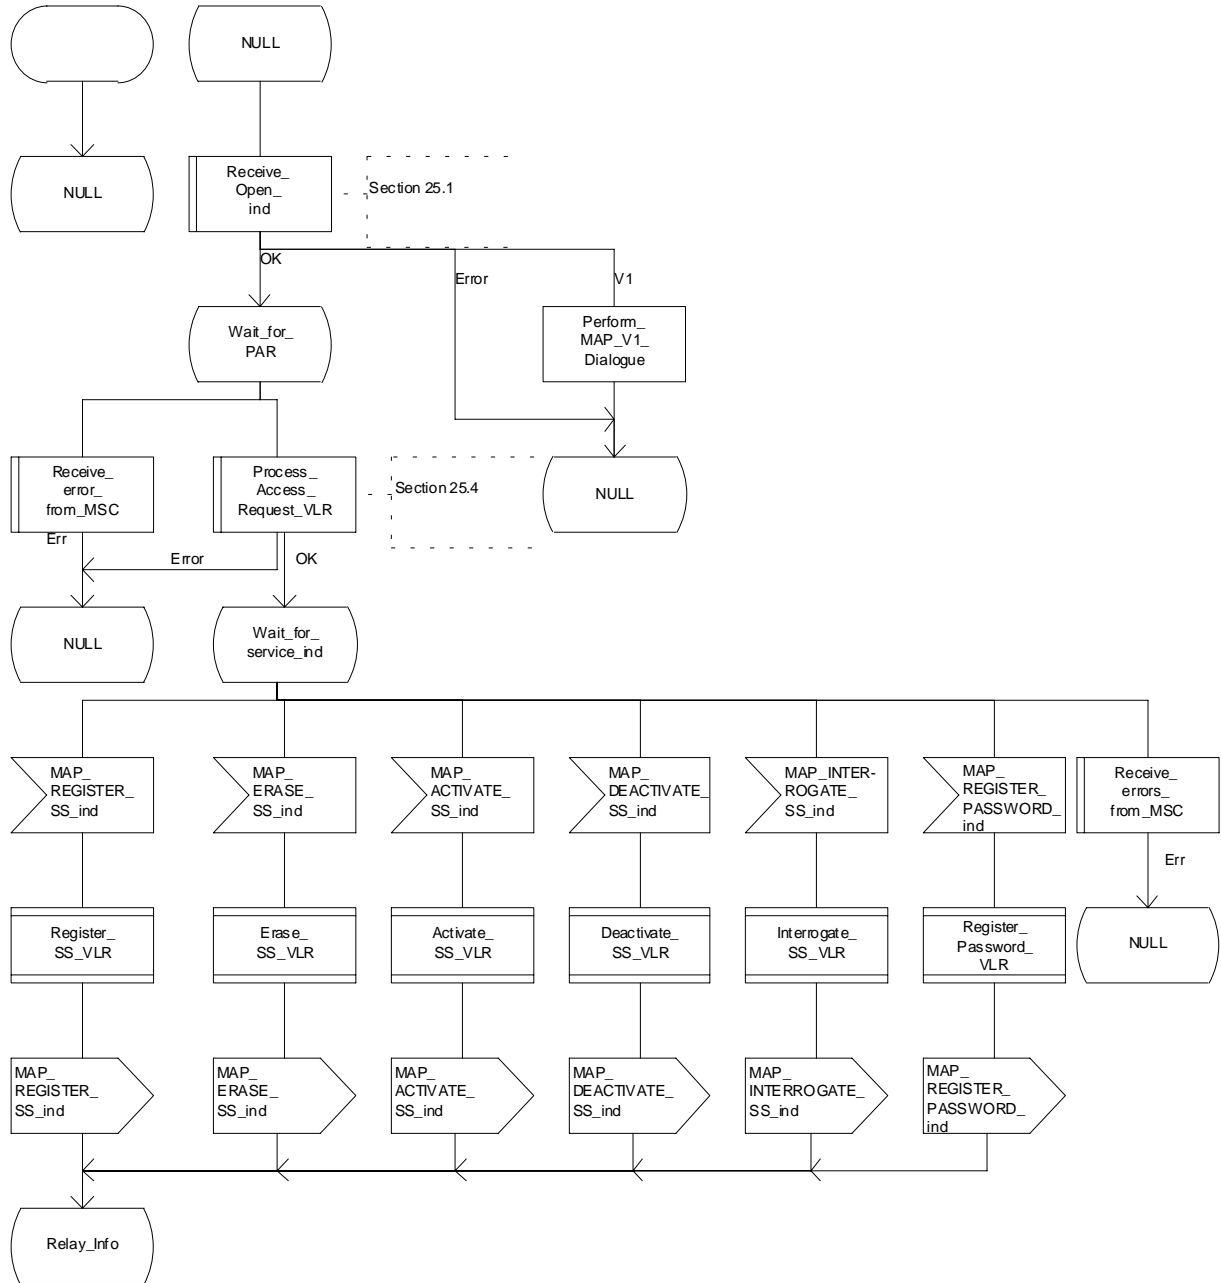 NULL
NULL
Receive_
Open_
ind
Section 25.1
OK
Error
V1
Wait_for_
PAR
Perform_
MAP_V1_
Dialogue
Receive_
error_
from_MSC
Process_
Access_
Request_VLR
Section 25.4
NULL
Err
Error
OK
NULL
Wait_for_
service_ind
MAP_
REGISTER_
SS_ind
MAP_
ERASE_
SS_ind
MAP_
ACTIVATE_
SS_ind
MAP_
DEACTIVATE_
SS_ind
MAP_INTER-
ROGATE_
SS_ind
MAP_
REGISTER_
PASSWORD_
ind
Receive_
errors_
from_MSC
Err
Register_
SS_VLR
Erase_
SS_VLR
Activate_
SS_VLR
Deactivate_
SS_VLR
Interrogate_
SS_VLR
Register_
Password_
VLR
NULL
MAP_
REGISTER_
SS_ind
MAP_
ERASE_
SS_ind
MAP_
ACTIVATE_
SS_ind
MAP_
DEACTIVATE_
SS_ind
MAP_
INTERROGATE_
SS_ind
MAP_
REGISTER_
PASSWORD_
ind
Relay_Info